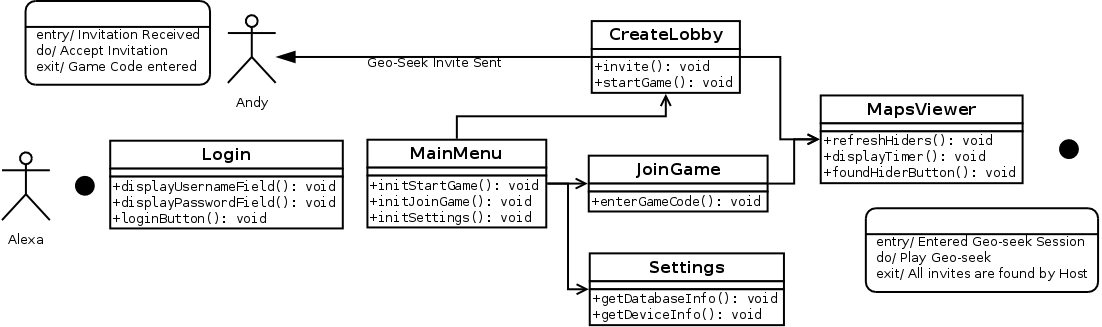 entry/ Invitation Received
do/ Accept Invitation
exit/ Game Code entered
Andy
Geo-Seek Invite Sent
CreateLobby
+invite(): void
+startGame(): void
MapsViewer
+refreshHiders(): void
+displayTimer(): void
+foundHiderButton(): void
Alexa
Login
+displayUsernameField(): void
+displayPasswordField(): void
+loginButton(): void
MainMenu
+initStartGame(): void
+initJoinGame(): void
+initSettings(): void
JoinGame
+enterGameCode(): void
Settings
+getDatabaseInfo(): void
+getDeviceInfo(): void
entry/ Entered Geo-seek Session
do/ Play Geo-seek
exit/ All invites are found by Host